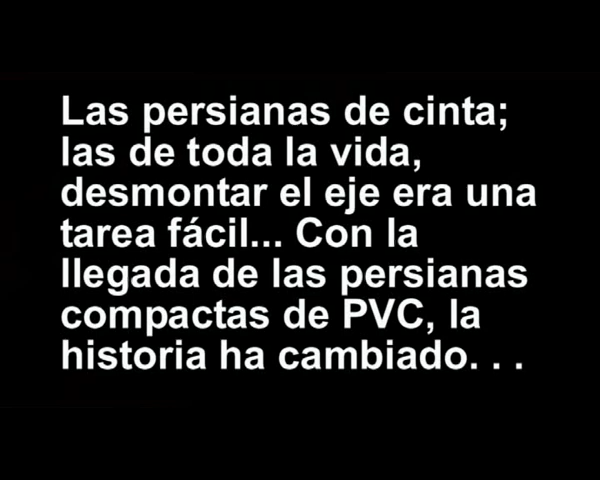 Las persianas de cinta;
las de toda la vida,
desmontar el eje era una
tarea fácil... Con la
llegada de las persianas
compactas de PVC, la
historia ha cambiado. . .